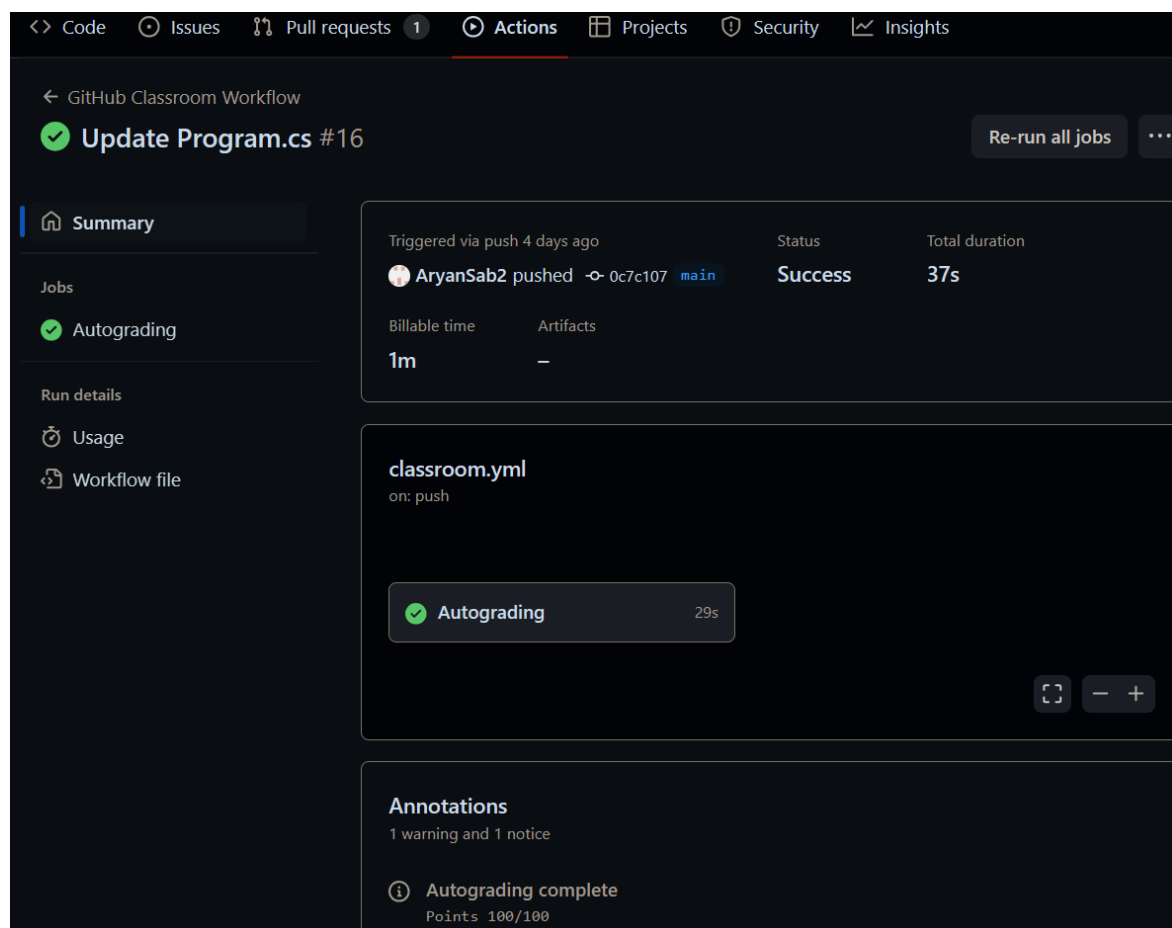 Code Issues Pull requests 1 Actions Projects Security Insights
GitHub Classroom Workflow
Update Program.cs #16
Re-run all jobs
Summary
Jobs
Autograding
Run details
Usage
Workflow file
Triggered via push 4 days ago
AryanSab2 pushed 0c7c107 main
Status
Success
Total duration
37s
Billable time
1m
Artifacts
–
classroom.yml
on: push
Autograding 29s
Annotations
1 warning and 1 notice
Autograding complete
Points 100/100